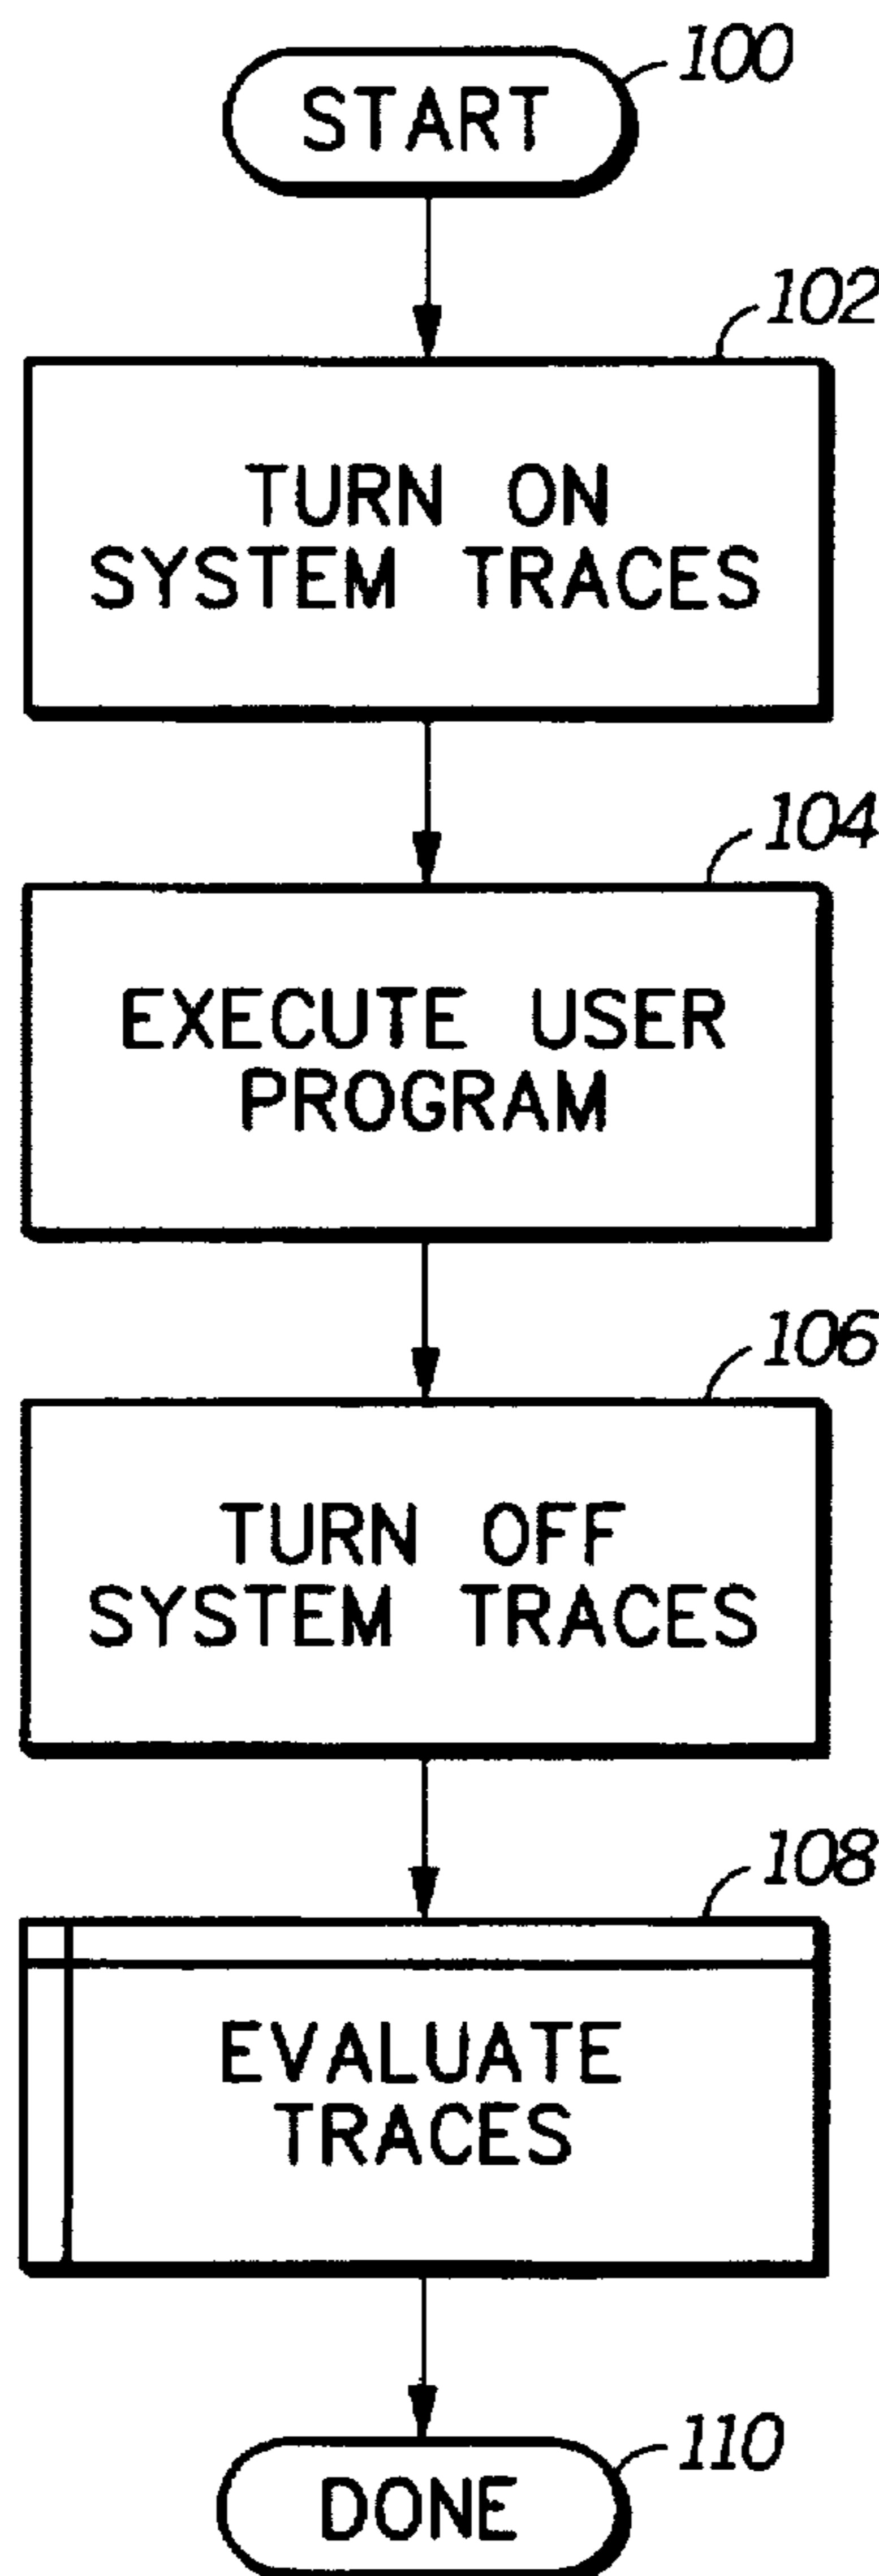 100
START
102
TURN ON
SYSTEM TRACES
104
EXECUTE USER
PROGRAM
106
TURN OFF
SYSTEM TRACES
108
EVALUATE
TRACES
110
DONE